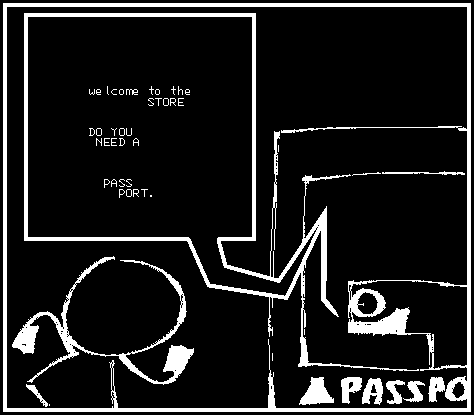 welcome to the
STORE
DO YOU
NEED A
PASS
PORT.
PASSPO